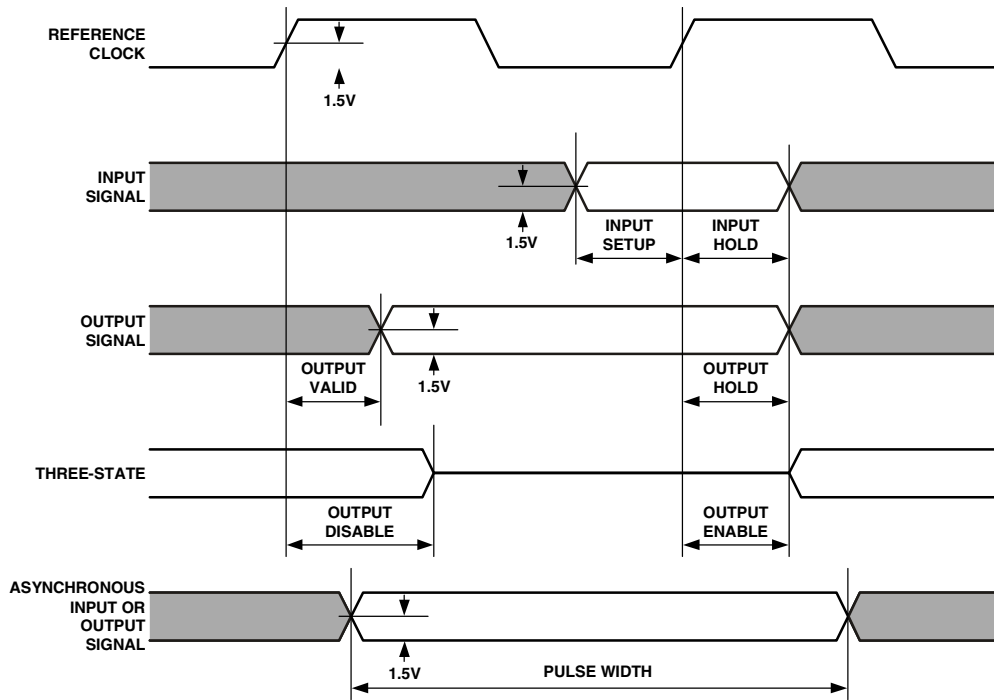 REFERENCE
CLOCK
1.5V
INPUT
SIGNAL
1.5V
INPUT
SETUP
INPUT
HOLD
OUTPUT
SIGNAL
OUTPUT
VALID
1.5V
OUTPUT
HOLD
THREE-STATE
OUTPUT
DISABLE
OUTPUT
ENABLE
ASYNCHRONOUS
INPUT OR
OUTPUT
SIGNAL
1.5V
PULSE WIDTH